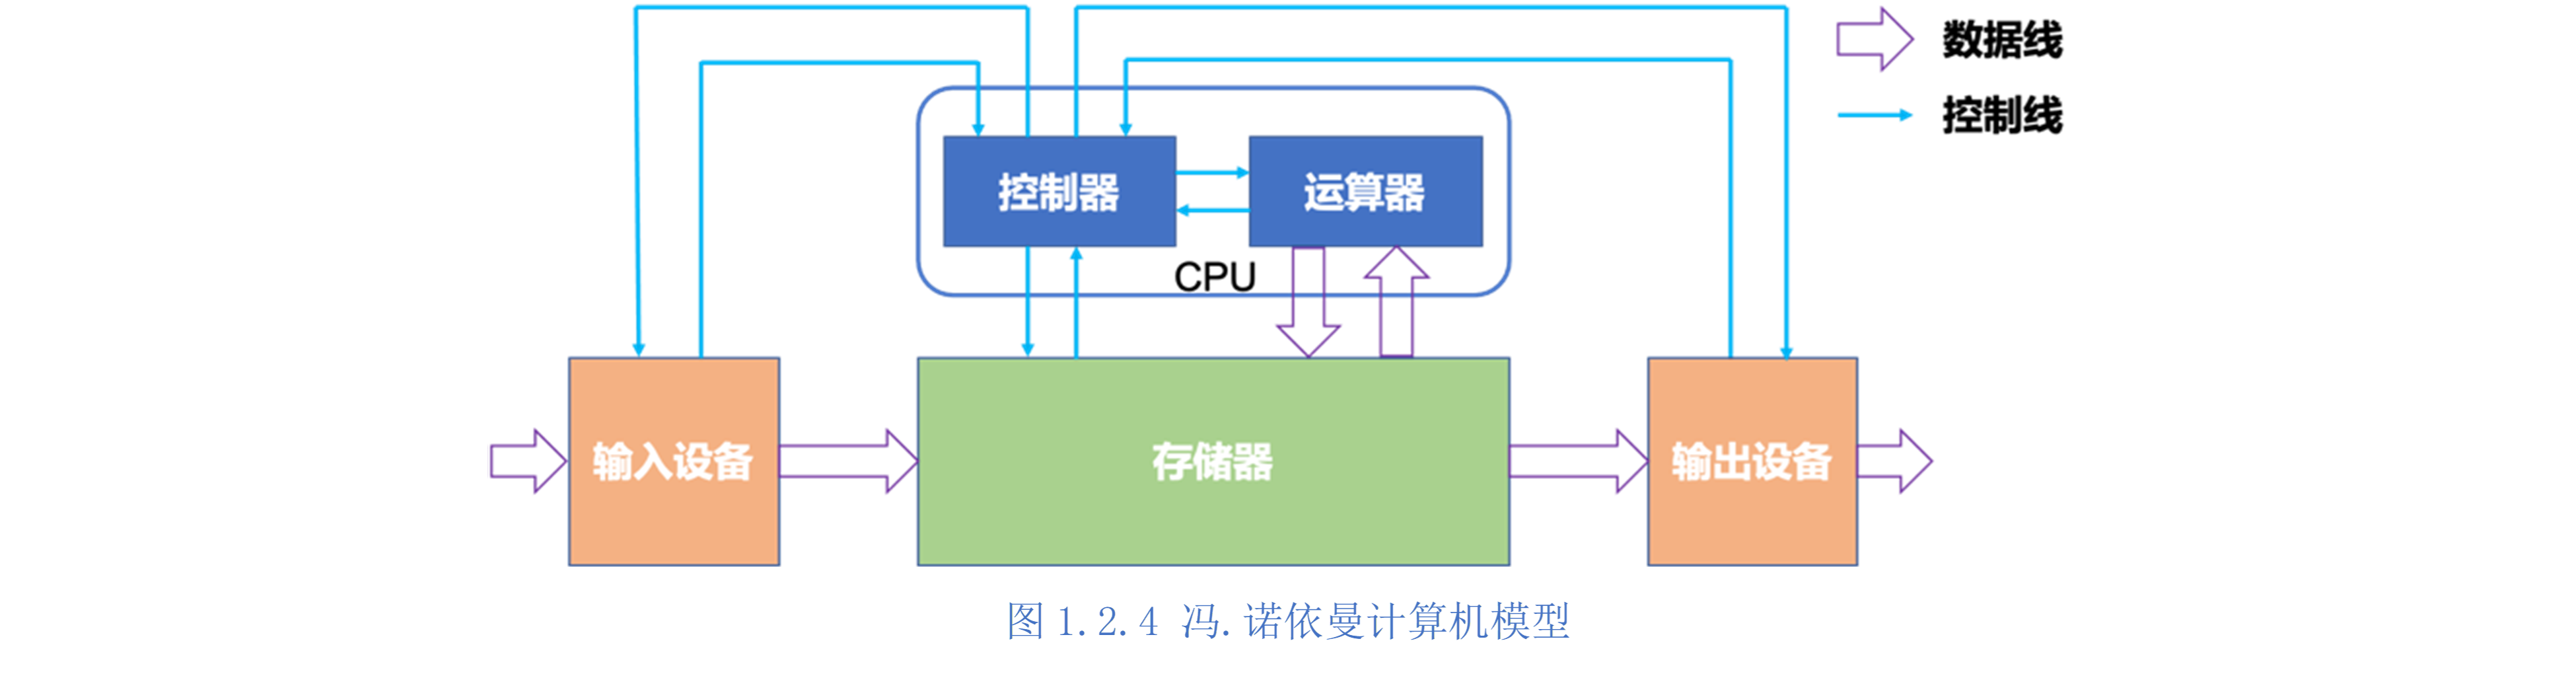 数据线
控制线
控制器
运算器
CPU
输入设备
存储器
输出设备
图 1.2.4 冯.诺依曼计算机模型